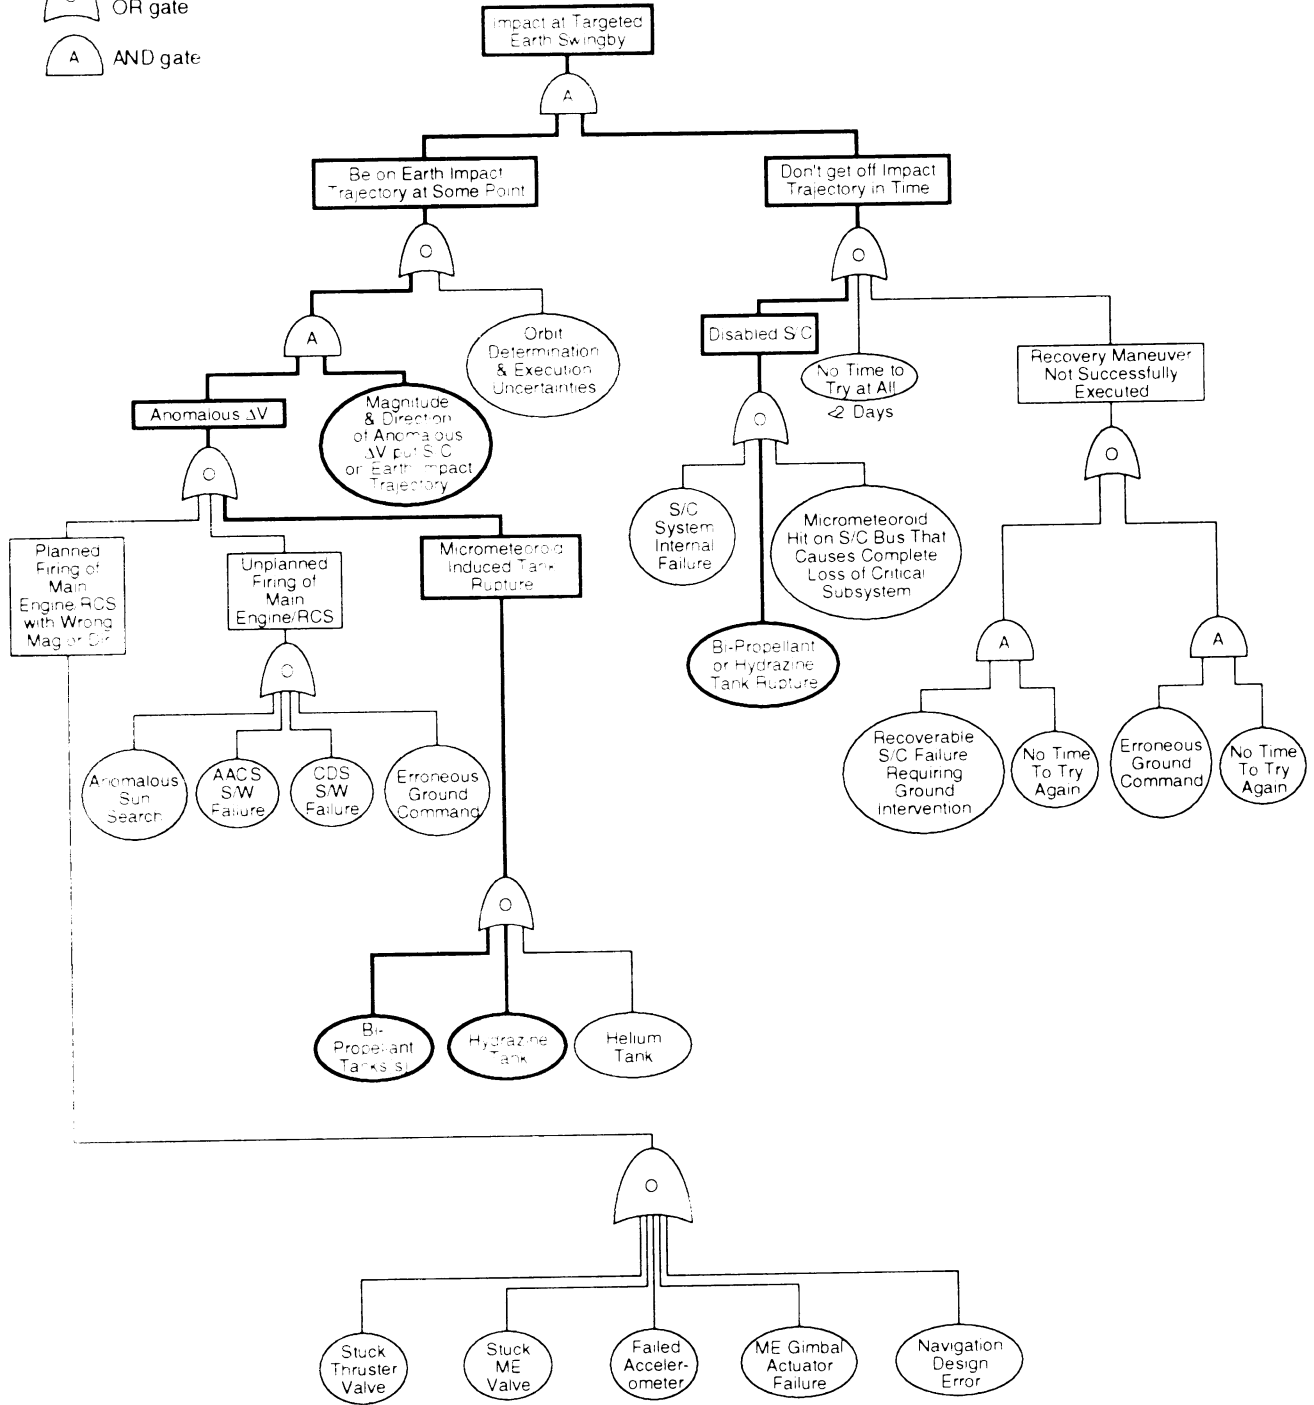 O
OR gate
A
AND gate
Impact at Targeted
Earth Swingby
A
Be on Earth Impact
Trajectory at Some Point
Don't get off Impact
Trajectory in Time
O
O
A
Orbit
Determination
& Execution
Uncertainties
Disabled S/C
No Time to
Try at All
<2 Days
Recovery Maneuver
Not Successfully
Executed
Anomalous ΔV
Magnitude
& Direction
of Anomalous
ΔV put S/C
on Earth Impact
Trajectory
O
O
O
S/C
System
Internal
Failure
Micrometeoroid
Hit on S/C Bus That
Causes Complete
Loss of Critical
Subsystem
Planned
Firing of
Main
Engine/RCS
with Wrong
Mag or Dir
Unplanned
Firing of
Main
Engine/RCS
Micrometeoroid
Induced Tank
Rupture
Bi-Propellant
or Hydrazine
Tank Rupture
A
A
O
Anomalous
Sun
Search
AACS
S/W
Failure
CDS
S/W
Failure
Erroneous
Ground
Command
Recoverable
S/C Failure
Requiring
Ground
Intervention
No Time
To Try
Again
Erroneous
Ground
Command
No Time
To Try
Again
O
Bi-
Propellant
Tanks(s)
Hydrazine
Tank
Helium
Tank
O
Stuck
Thruster
Valve
Stuck
ME
Valve
Failed
Acceler-
ometer
ME Gimbal
Actuator
Failure
Navigation
Design
Error